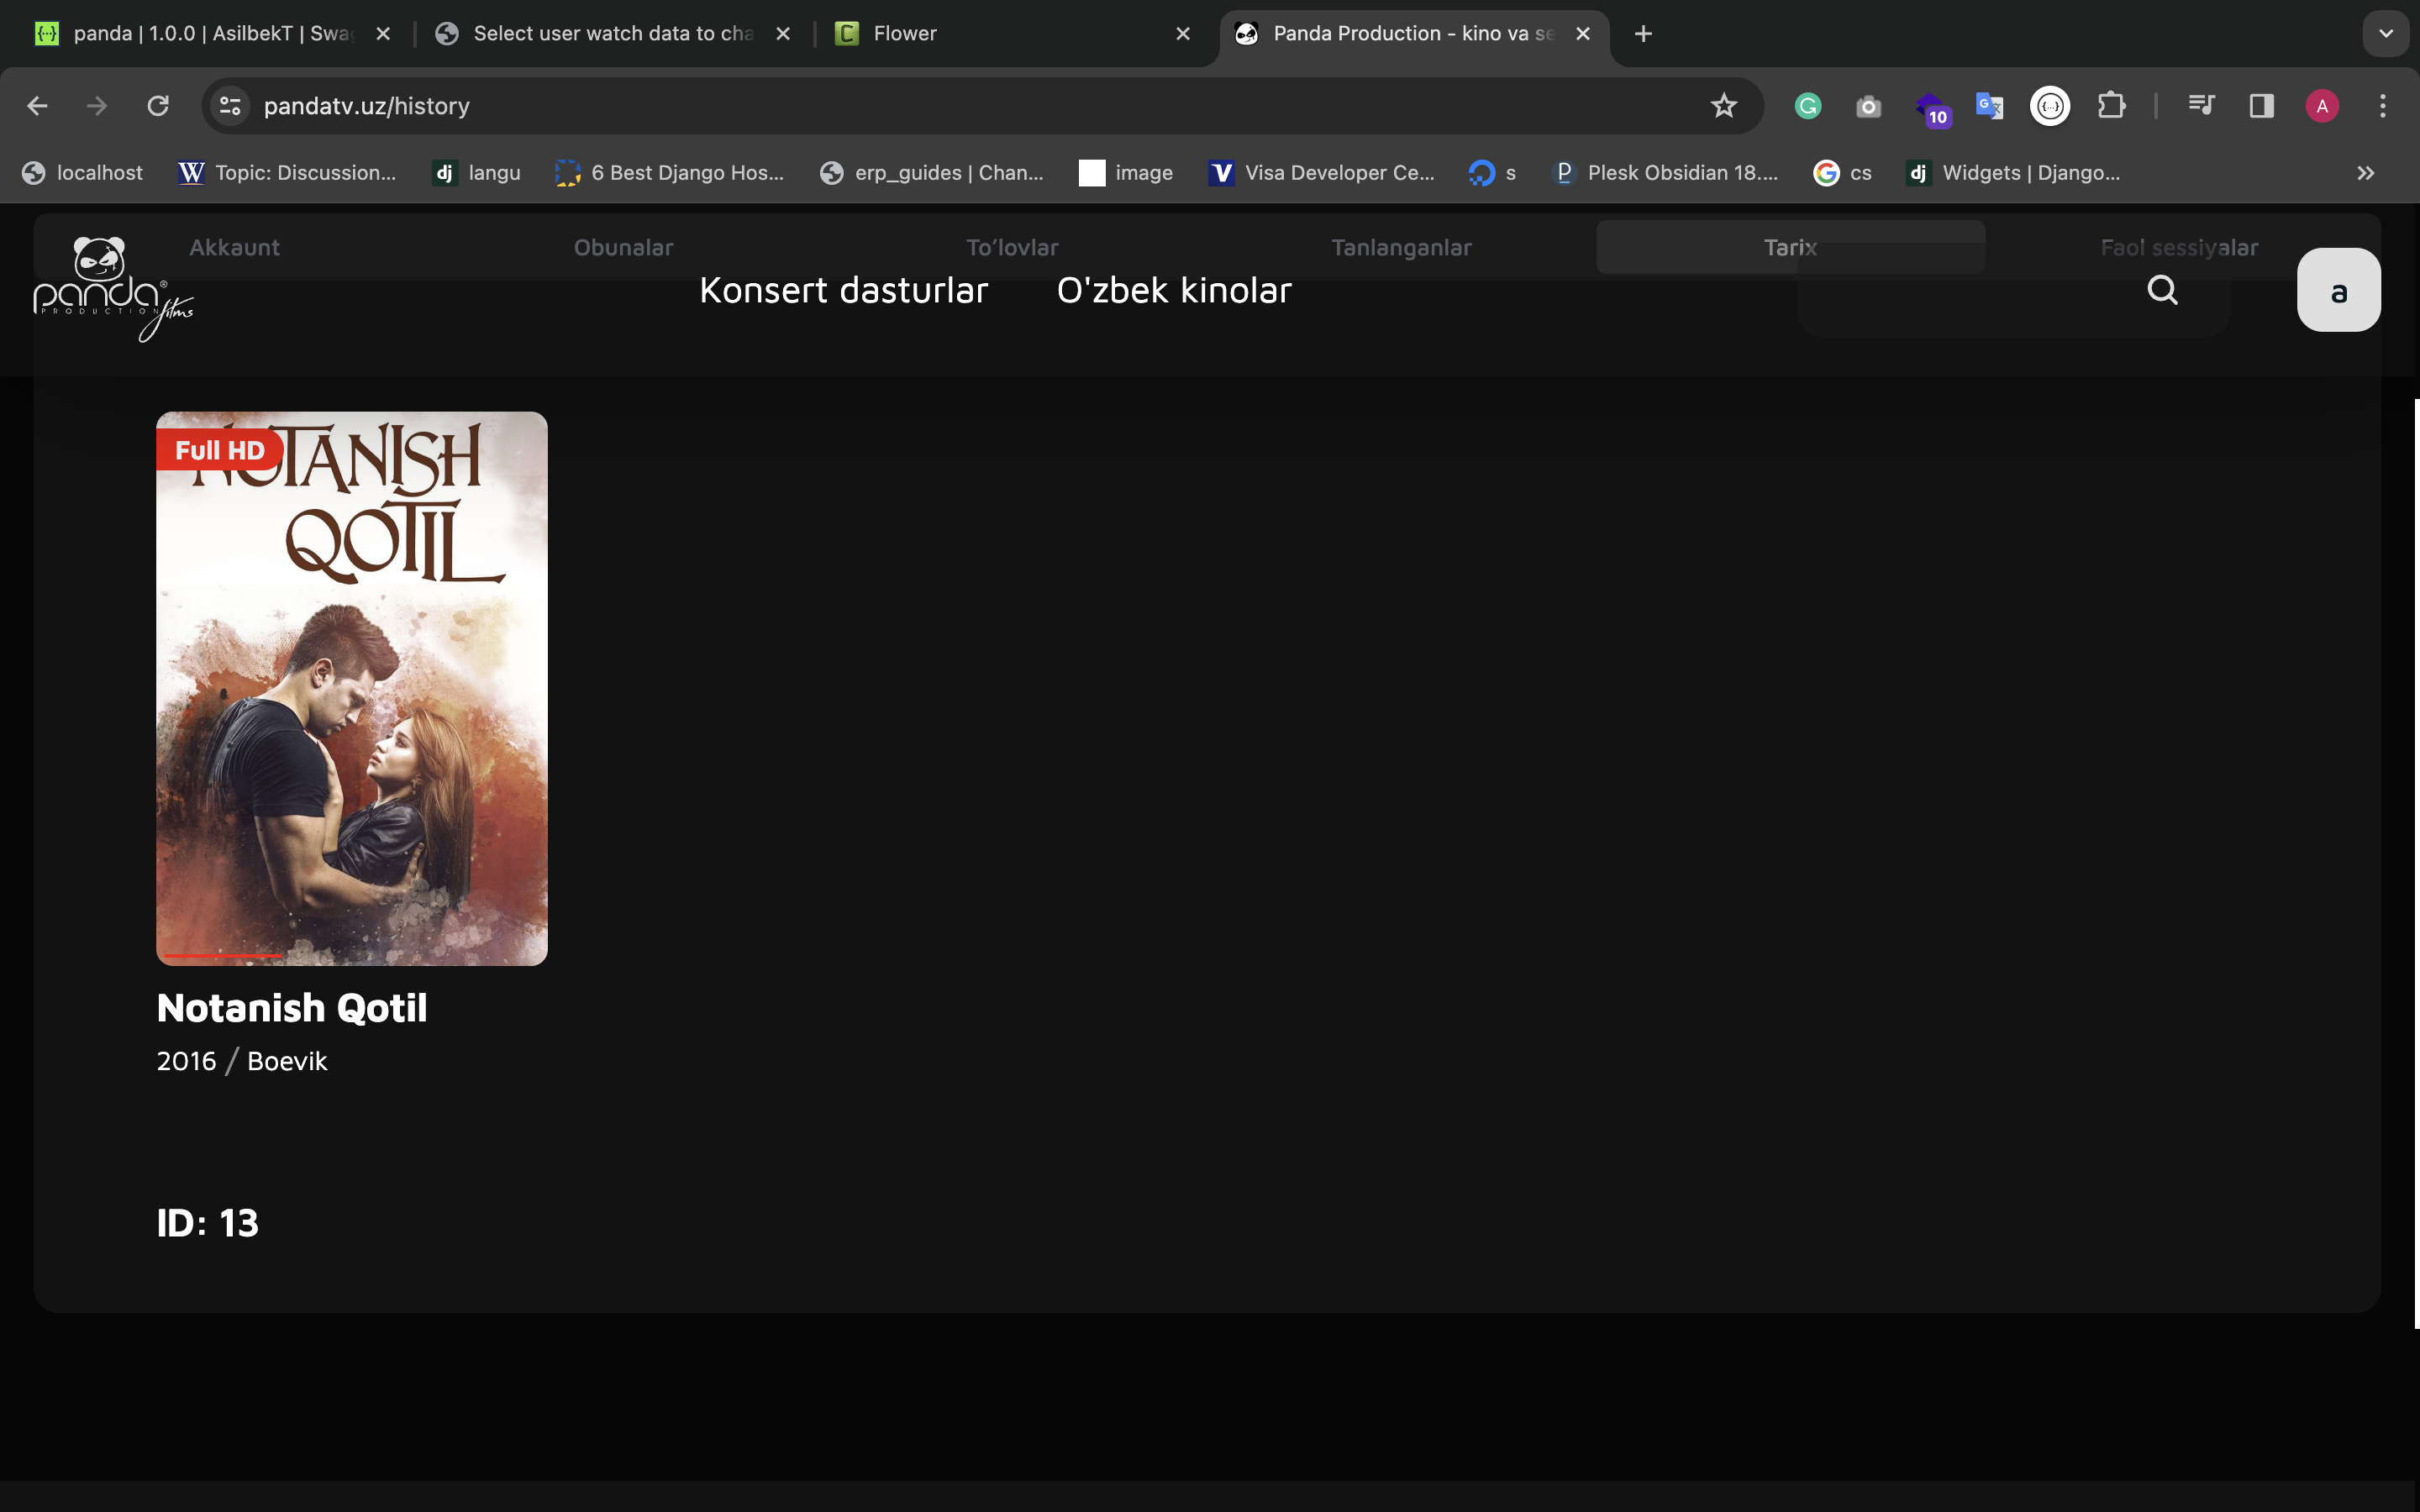 panda | 1.0.0 | AsilbekT | Swa
Select user watch data to cha
Flower
Panda Production - kino va se
pandatv.uz/history
10
A
localhost
Topic: Discussion...
langu
6 Best Django Hos...
erp_guides | Chan...
image
Visa Developer Ce...
s
Plesk Obsidian 18....
cs
Widgets | Django...
Akkaunt
Obunalar
To‘lovlar
Tanlanganlar
Tarix
Faol sessiyalar
panda®
PRODUCTION films
Konsert dasturlar
O'zbek kinolar
a
Full HD
NOTANISH
QOTIL
Notanish Qotil
2016 / Boevik
ID: 13